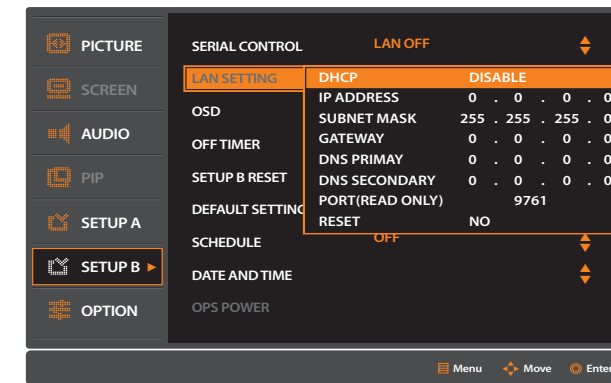 PICTURE
SCREEN
AUDIO
PIP
SETUP A
SETUP B
OPTION
SERIAL CONTROL LAN OFF
LAN SETTING
OSD
OFF TIMER
SETUP B RESET
DEFAULT SETTING
SCHEDULE OFF
DATE AND TIME
OPS POWER
DHCP DISABLE
IP ADDRESS 0 . 0 . 0 . 0
SUBNET MASK 255 . 255 . 255 . 0
GATEWAY 0 . 0 . 0 . 0
DNS PRIMAY 0 . 0 . 0 . 0
DNS SECONDARY 0 . 0 . 0 . 0
PORT(READ ONLY) 9761
RESET NO
Menu Move Enter